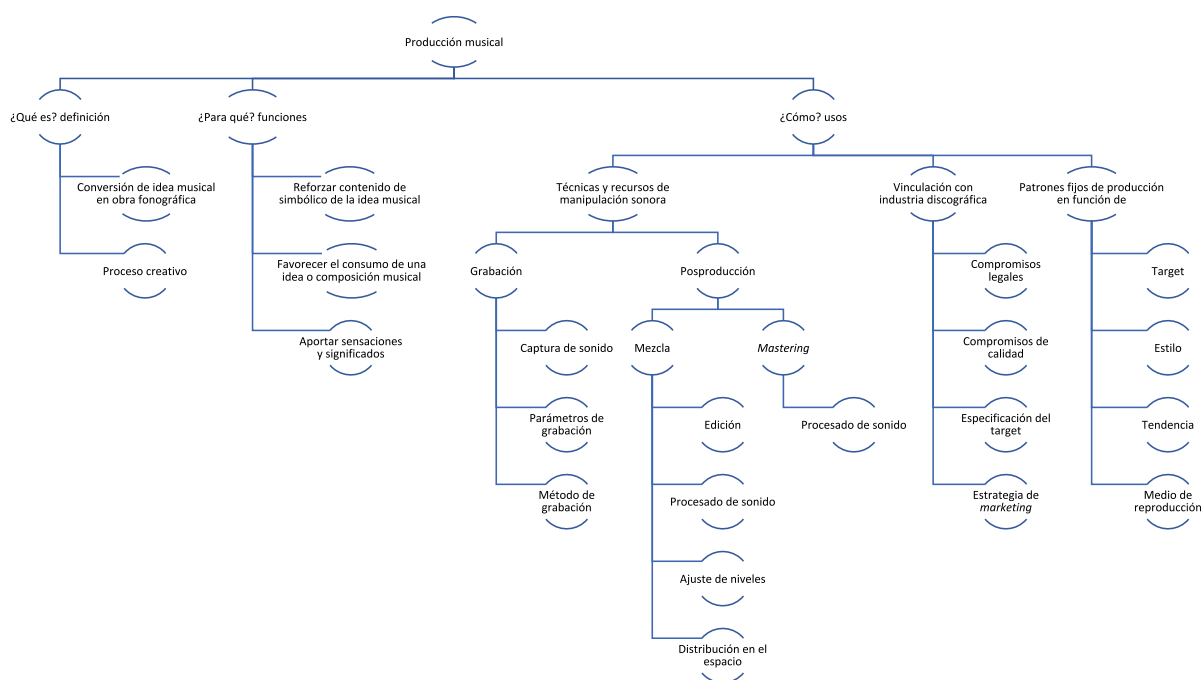 Producción musical
¿Qué es? definición
¿Para qué? funciones
¿Cómo? usos
Conversión de idea musical
en obra fonográfica
Proceso creativo
Reforzar contenido de
simbólico de la idea musical
Favorecer el consumo de una
idea o composición musical
Aportar sensaciones
y significados
Técnicas y recursos de
manipulación sonora
Grabación
Captura de sonido
Parámetros de
grabación
Método de
grabación
Posproducción
Mezcla
Edición
Procesado de sonido
Ajuste de niveles
Distribución en el
espacio
Mastering
Procesado de sonido
Vinculación con
industria discográfica
Compromisos
legales
Compromisos de
calidad
Especificación del
target
Estrategia de
marketing
Patrones fijos de producción
en función de
Target
Estilo
Tendencia
Medio de
reproducción